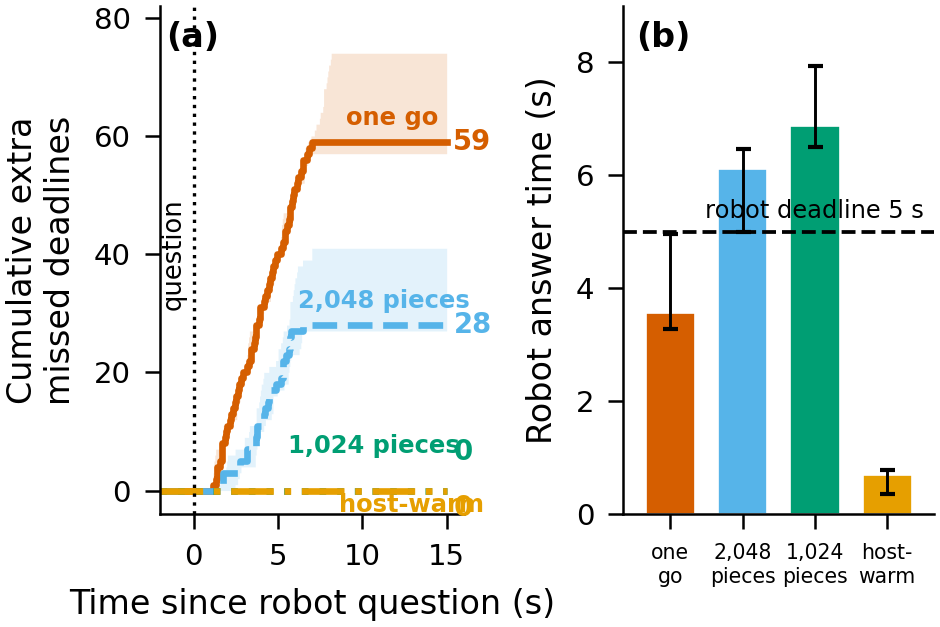 (a)
Cumulative extra
missed deadlines
80
60
40
20
0
question
one go
59
2,048 pieces
28
1,024 pieces
0
host-warm
0
0
5
10
15
Time since robot question (s)
(b)
Robot answer time (s)
8
6
4
2
0
robot deadline 5 s
one
go
2,048
pieces
1,024
pieces
host-
warm